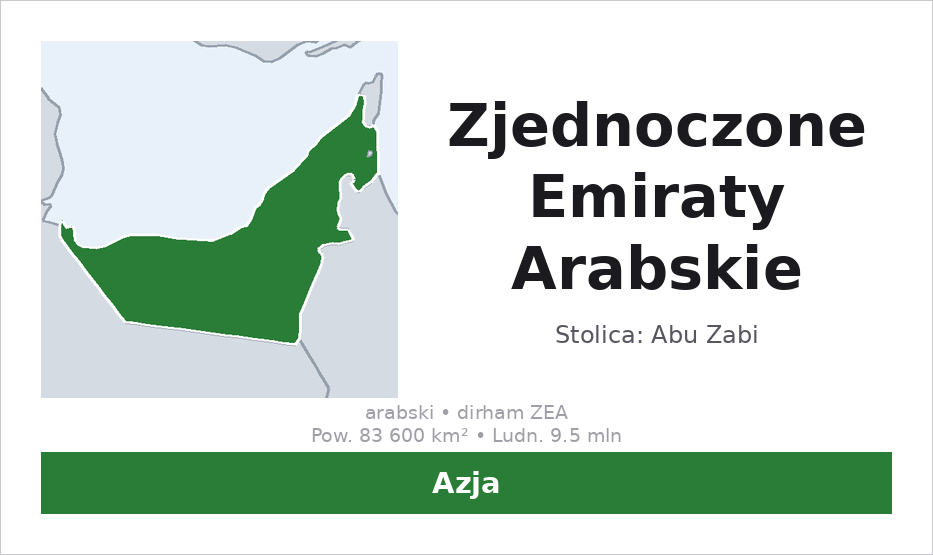 Zjednoczone
Emiraty
Arabskie
Stolica: Abu Zabi
arabski • dirham ZEA
Pow. 83 600 km² • Ludn. 9.5 mln
Azja